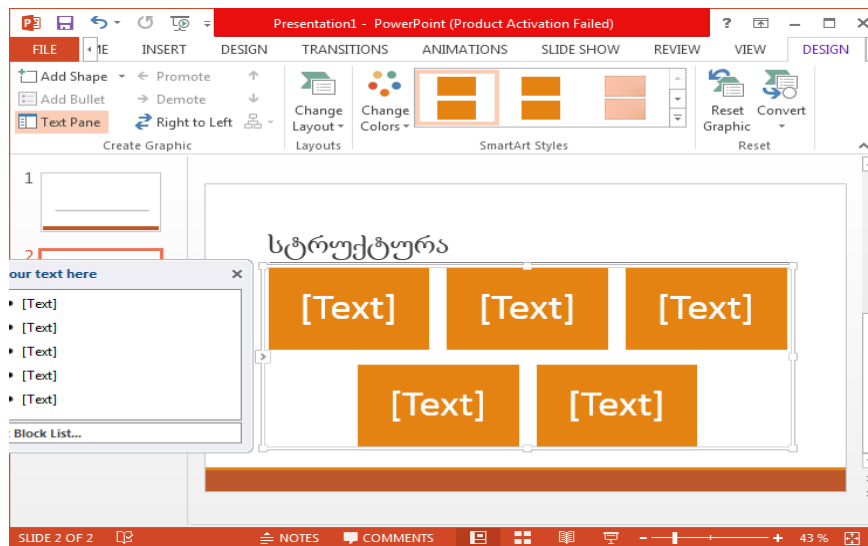 Presentation1 - PowerPoint (Product Activation Failed)
FILE INSERT DESIGN TRANSITIONS ANIMATIONS SLIDE SHOW REVIEW VIEW DESIGN
Add Shape Promote
Add Bullet Demote
Text Pane Right to Left
Change Layout
Change Colors
Reset Graphic
Convert
Create Graphic Layouts SmartArt Styles Reset
1
2
სტრუქტურა
our text here
[Text]
[Text]
[Text]
[Text]
[Text]
Block List...
[Text] [Text] [Text]
[Text] [Text]
SLIDE 2 OF 2 NOTES COMMENTS 43 %